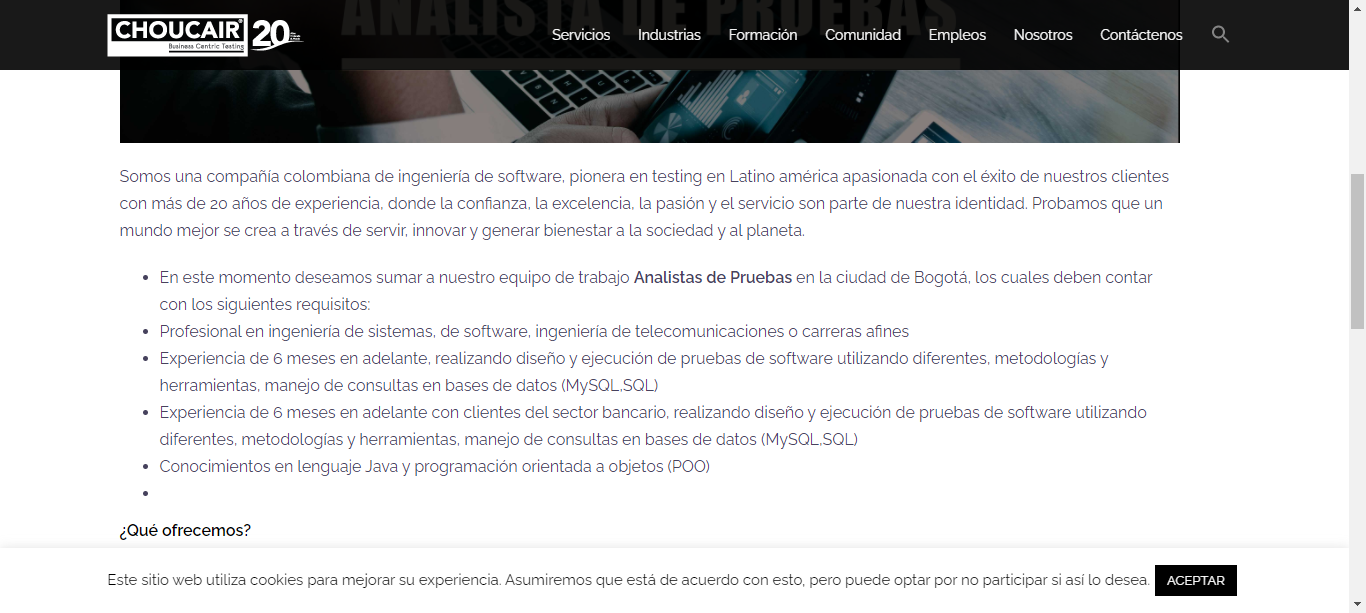 ANALISTA DE PRUEBAS
CHOUCAIR
Business Centric Testing
20
Servicios
Industrias
Formación
Comunidad
Empleos
Nosotros
Contáctenos
Somos una compañía colombiana de ingeniería de software, pionera en testing en Latino américa apasionada con el éxito de nuestros clientes
con más de 20 años de experiencia, donde la confianza, la excelencia, la pasión y el servicio son parte de nuestra identidad. Probamos que un
mundo mejor se crea a través de servir, innovar y generar bienestar a la sociedad y al planeta.
En este momento deseamos sumar a nuestro equipo de trabajo Analistas de Pruebas en la ciudad de Bogotá, los cuales deben contar
con los siguientes requisitos:
Profesional en ingeniería de sistemas, de software, ingeniería de telecomunicaciones o carreras afines
Experiencia de 6 meses en adelante, realizando diseño y ejecución de pruebas de software utilizando diferentes, metodologías y
herramientas, manejo de consultas en bases de datos (MySQL,SQL)
Experiencia de 6 meses en adelante con clientes del sector bancario, realizando diseño y ejecución de pruebas de software utilizando
diferentes, metodologías y herramientas, manejo de consultas en bases de datos (MySQL,SQL)
Conocimientos en lenguaje Java y programación orientada a objetos (POO)
¿Qué ofrecemos?
Este sitio web utiliza cookies para mejorar su experiencia. Asumiremos que está de acuerdo con esto, pero puede optar por no participar si así lo desea.
ACEPTAR